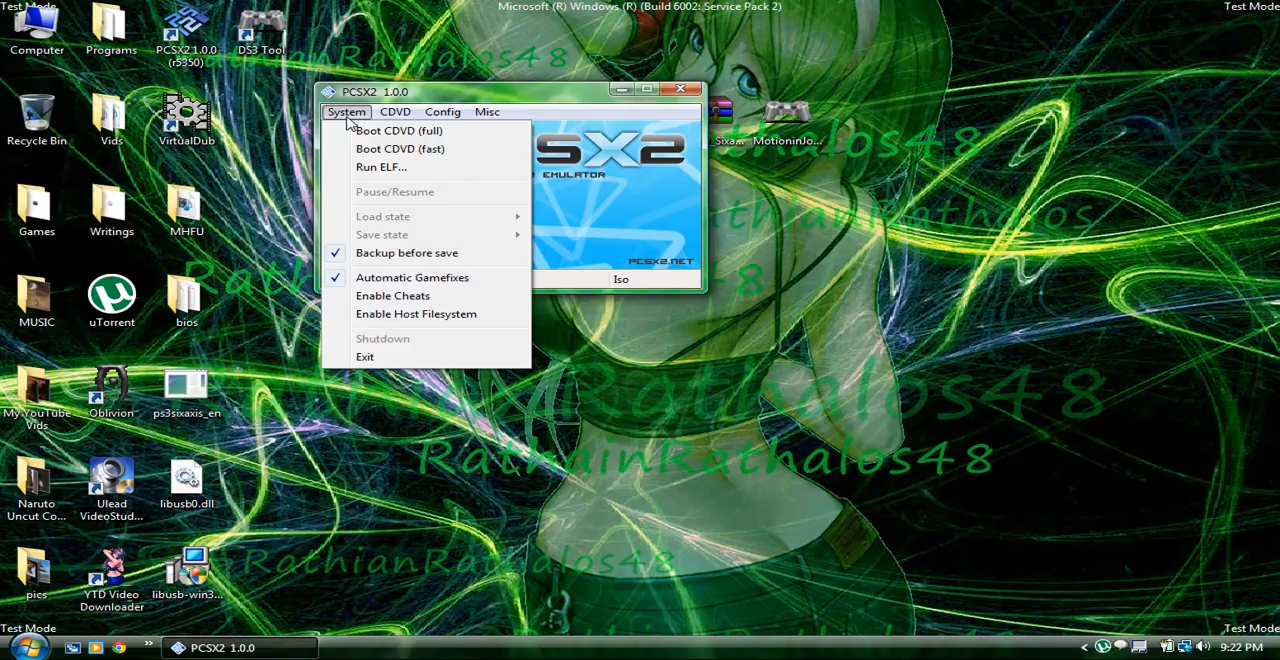 Test Mode
Microsoft (R) Windows (R) (Build 6002: Service Pack 2)
Test Mode
Computer
Programs
PCSX2 1.0.0
(r5350)
DS3 Tool
RathainRathalos48
PCSX2 1.0.0
System
CDVD
Config
Misc
Boot CDVD (full)
Boot CDVD (fast)
Run ELF...
Pause/Resume
Load state
Save state
Backup before save
Automatic Gamefixes
Enable Cheats
Enable Host Filesystem
Shutdown
Exit
SX2
EMULATOR
PCSX2.NET
Iso
Recycle Bin
Vids
VirtualDub
_Sixa...
MotioninJo...
Games
Writings
MHFU
MUSIC
uTorrent
bios
My YouTube
Vids
Oblivion
ps3sixaxis_en
Rathalos48
RathainRathalos48
Naruto
Uncut Co...
Ulead
VideoStud...
libusb0.dll
RathianRathalos48
pics
YTD Video
Downloader
libusb-win3...
Test Mode
Test Mode
PCSX2 1.0.0
9:22 PM